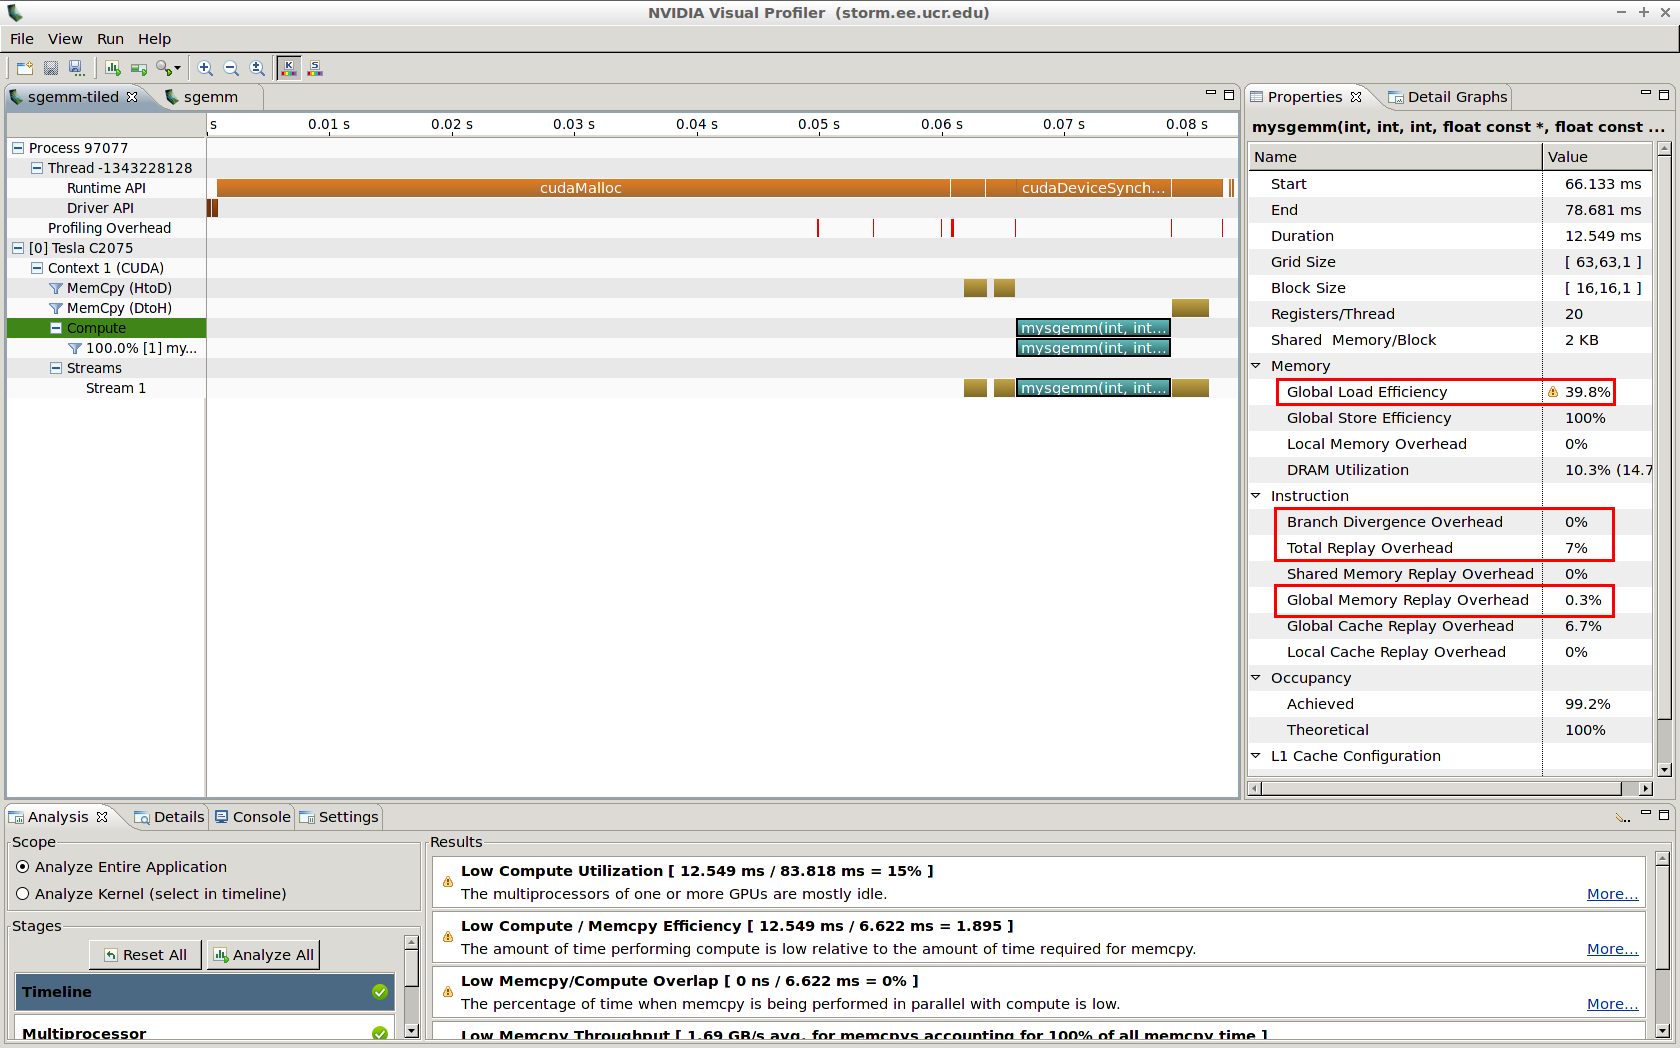 NVIDIA Visual Profiler (storm.ee.ucr.edu)
File View Run Help
sgemm-tiled sgemm
s 0.01 s 0.02 s 0.03 s 0.04 s 0.05 s 0.06 s 0.07 s 0.08 s
Process 97077
Thread -1343228128
Runtime API cudaMalloc cudaDeviceSynch...
Driver API
Profiling Overhead
[0] Tesla C2075
Context 1 (CUDA)
MemCpy (HtoD)
MemCpy (DtoH)
Compute mysgemm(int, int...
100.0% [1] my... mysgemm(int, int...
Streams
Stream 1 mysgemm(int, int...
Properties Detail Graphs
mysgemm(int, int, int, float const *, float const ...
Name Value
Start 66.133 ms
End 78.681 ms
Duration 12.549 ms
Grid Size [ 63,63,1 ]
Block Size [ 16,16,1 ]
Registers/Thread 20
Shared Memory/Block 2 KB
Memory
Global Load Efficiency 39.8%
Global Store Efficiency 100%
Local Memory Overhead 0%
DRAM Utilization 10.3% (14.7
Instruction
Branch Divergence Overhead 0%
Total Replay Overhead 7%
Shared Memory Replay Overhead 0%
Global Memory Replay Overhead 0.3%
Global Cache Replay Overhead 6.7%
Local Cache Replay Overhead 0%
Occupancy
Achieved 99.2%
Theoretical 100%
L1 Cache Configuration
Analysis Details Console Settings
Scope
Analyze Entire Application
Analyze Kernel (select in timeline)
Stages
Reset All Analyze All
Timeline
Multiprocessor
Results
Low Compute Utilization [ 12.549 ms / 83.818 ms = 15% ]
The multiprocessors of one or more GPUs are mostly idle. More...
Low Compute / Memcpy Efficiency [ 12.549 ms / 6.622 ms = 1.895 ]
The amount of time performing compute is low relative to the amount of time required for memcpy. More...
Low Memcpy/Compute Overlap [ 0 ns / 6.622 ms = 0% ]
The percentage of time when memcpy is being performed in parallel with compute is low. More...
Low Memcpy Throughput [ 1.69 GB/s avg, for memcpys accounting for 100% of all memcpy time ]